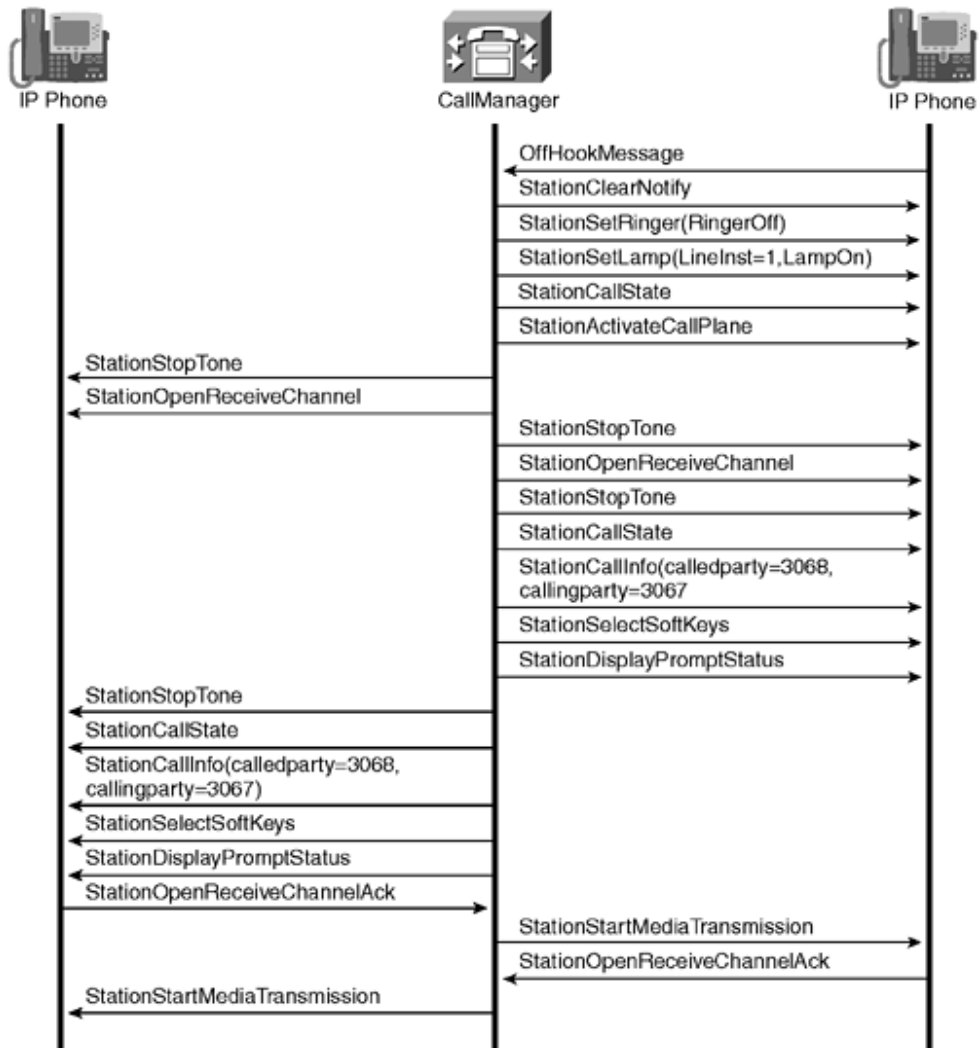 IP Phone
CallManager
IP Phone
OffHookMessage
StationClearNotify
StationSetRinger(RingerOff)
StationSetLamp(LineInst=1,LampOn)
StationCallState
StationActivateCallPlane
StationStopTone
StationOpenReceiveChannel
StationStopTone
StationOpenReceiveChannel
StationStopTone
StationCallState
StationCallInfo(calledparty=3068,
callingparty=3067
StationSelectSoftKeys
StationDisplayPromptStatus
StationStopTone
StationCallState
StationCallInfo(calledparty=3068,
callingparty=3067)
StationSelectSoftKeys
StationDisplayPromptStatus
StationOpenReceiveChannelAck
StationStartMediaTransmission
StationOpenReceiveChannelAck
StationStartMediaTransmission